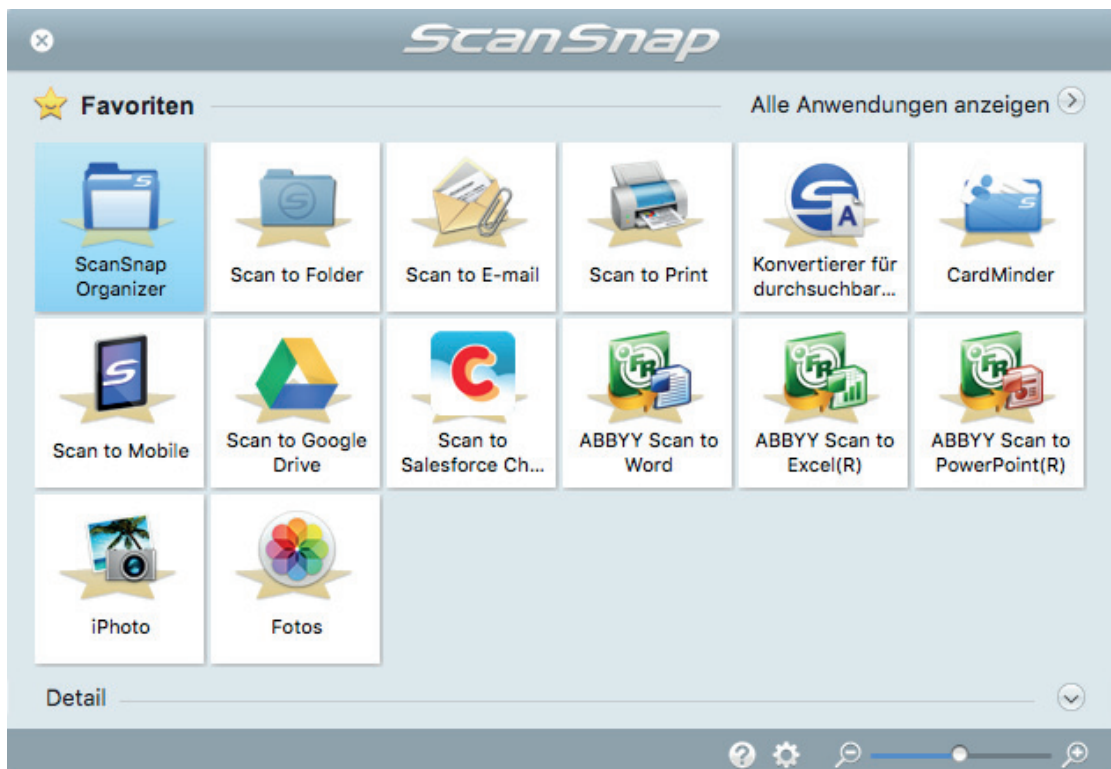 ScanSnap
Favoriten
Alle Anwendungen anzeigen
ScanSnap
Organizer
Scan to Folder
Scan to E-mail
Scan to Print
Konvertierer für
durchsuchbar...
CardMinder
Scan to Mobile
Scan to Google
Drive
Scan to
Salesforce Ch...
ABBYY Scan to
Word
ABBYY Scan to
Excel(R)
ABBYY Scan to
PowerPoint(R)
iPhoto
Fotos
Detail